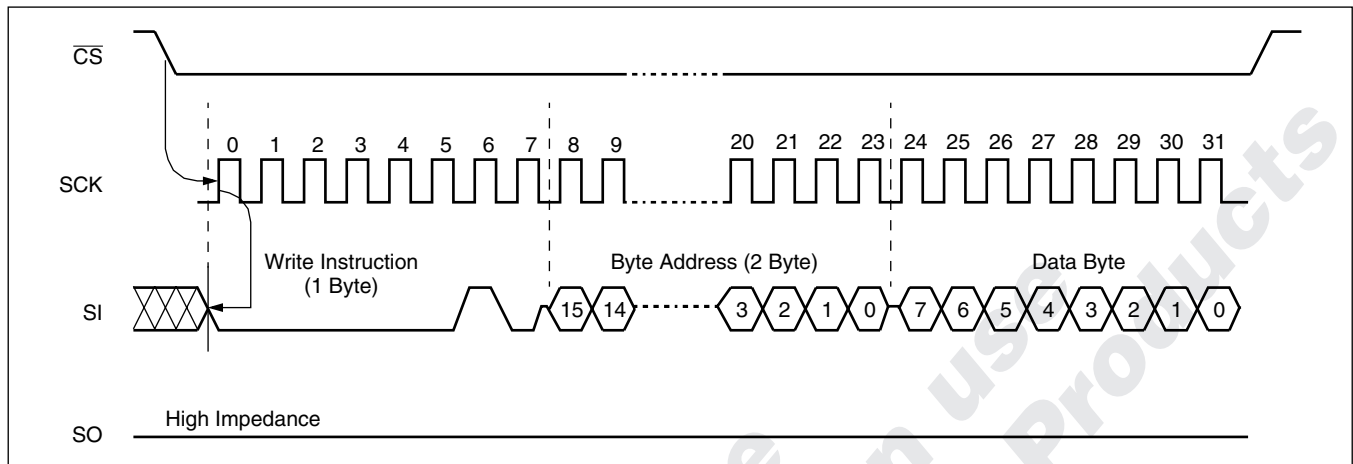 CS
0 1 2 3 4 5 6 7 8 9 20 21 22 23 24 25 26 27 28 29 30 31
SCK
Write Instruction
(1 Byte)
Byte Address (2 Byte)
Data Byte
SI
15 14 3 2 1 0 7 6 5 4 3 2 1 0
High Impedance
SO
n use
Products